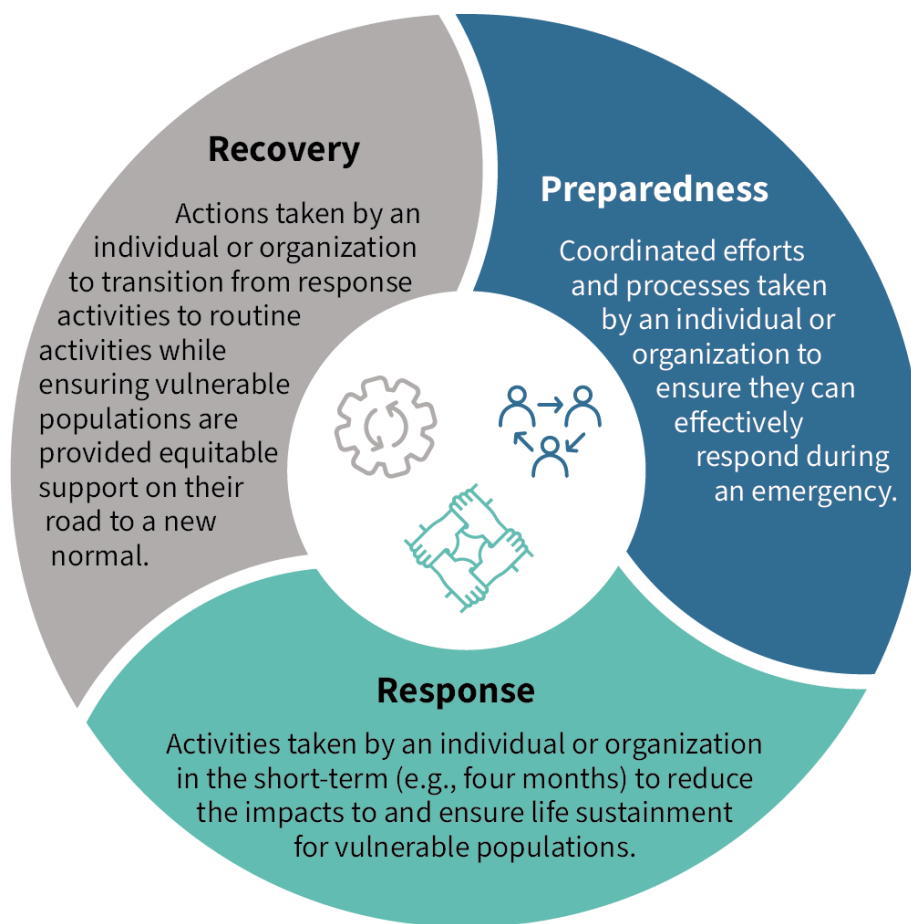 Recovery
Actions taken by an
individual or organization
to transition from response
activities to routine
activities while
ensuring vulnerable
populations are
provided equitable
support on their
road to a new
normal.
Preparedness
Coordinated efforts
and processes taken
by an individual or
organization to
ensure they can
effectively
respond during
an emergency.
Response
Activities taken by an individual or organization
in the short-term (e.g., four months) to reduce
the impacts to and ensure life sustainment
for vulnerable populations.